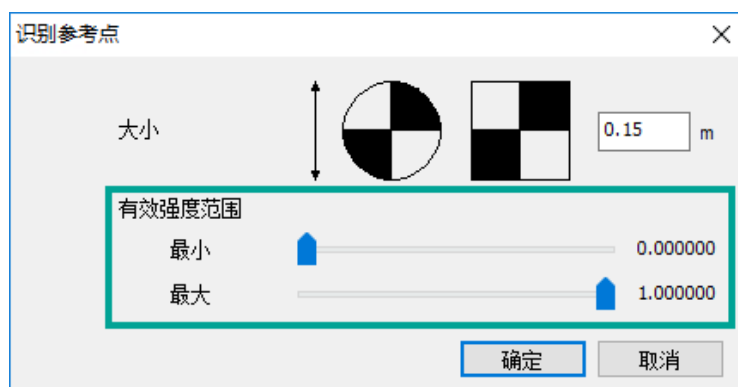 识别参考点
大小 0.15 m
有效强度范围
最小 0.000000
最大 1.000000
确定 取消